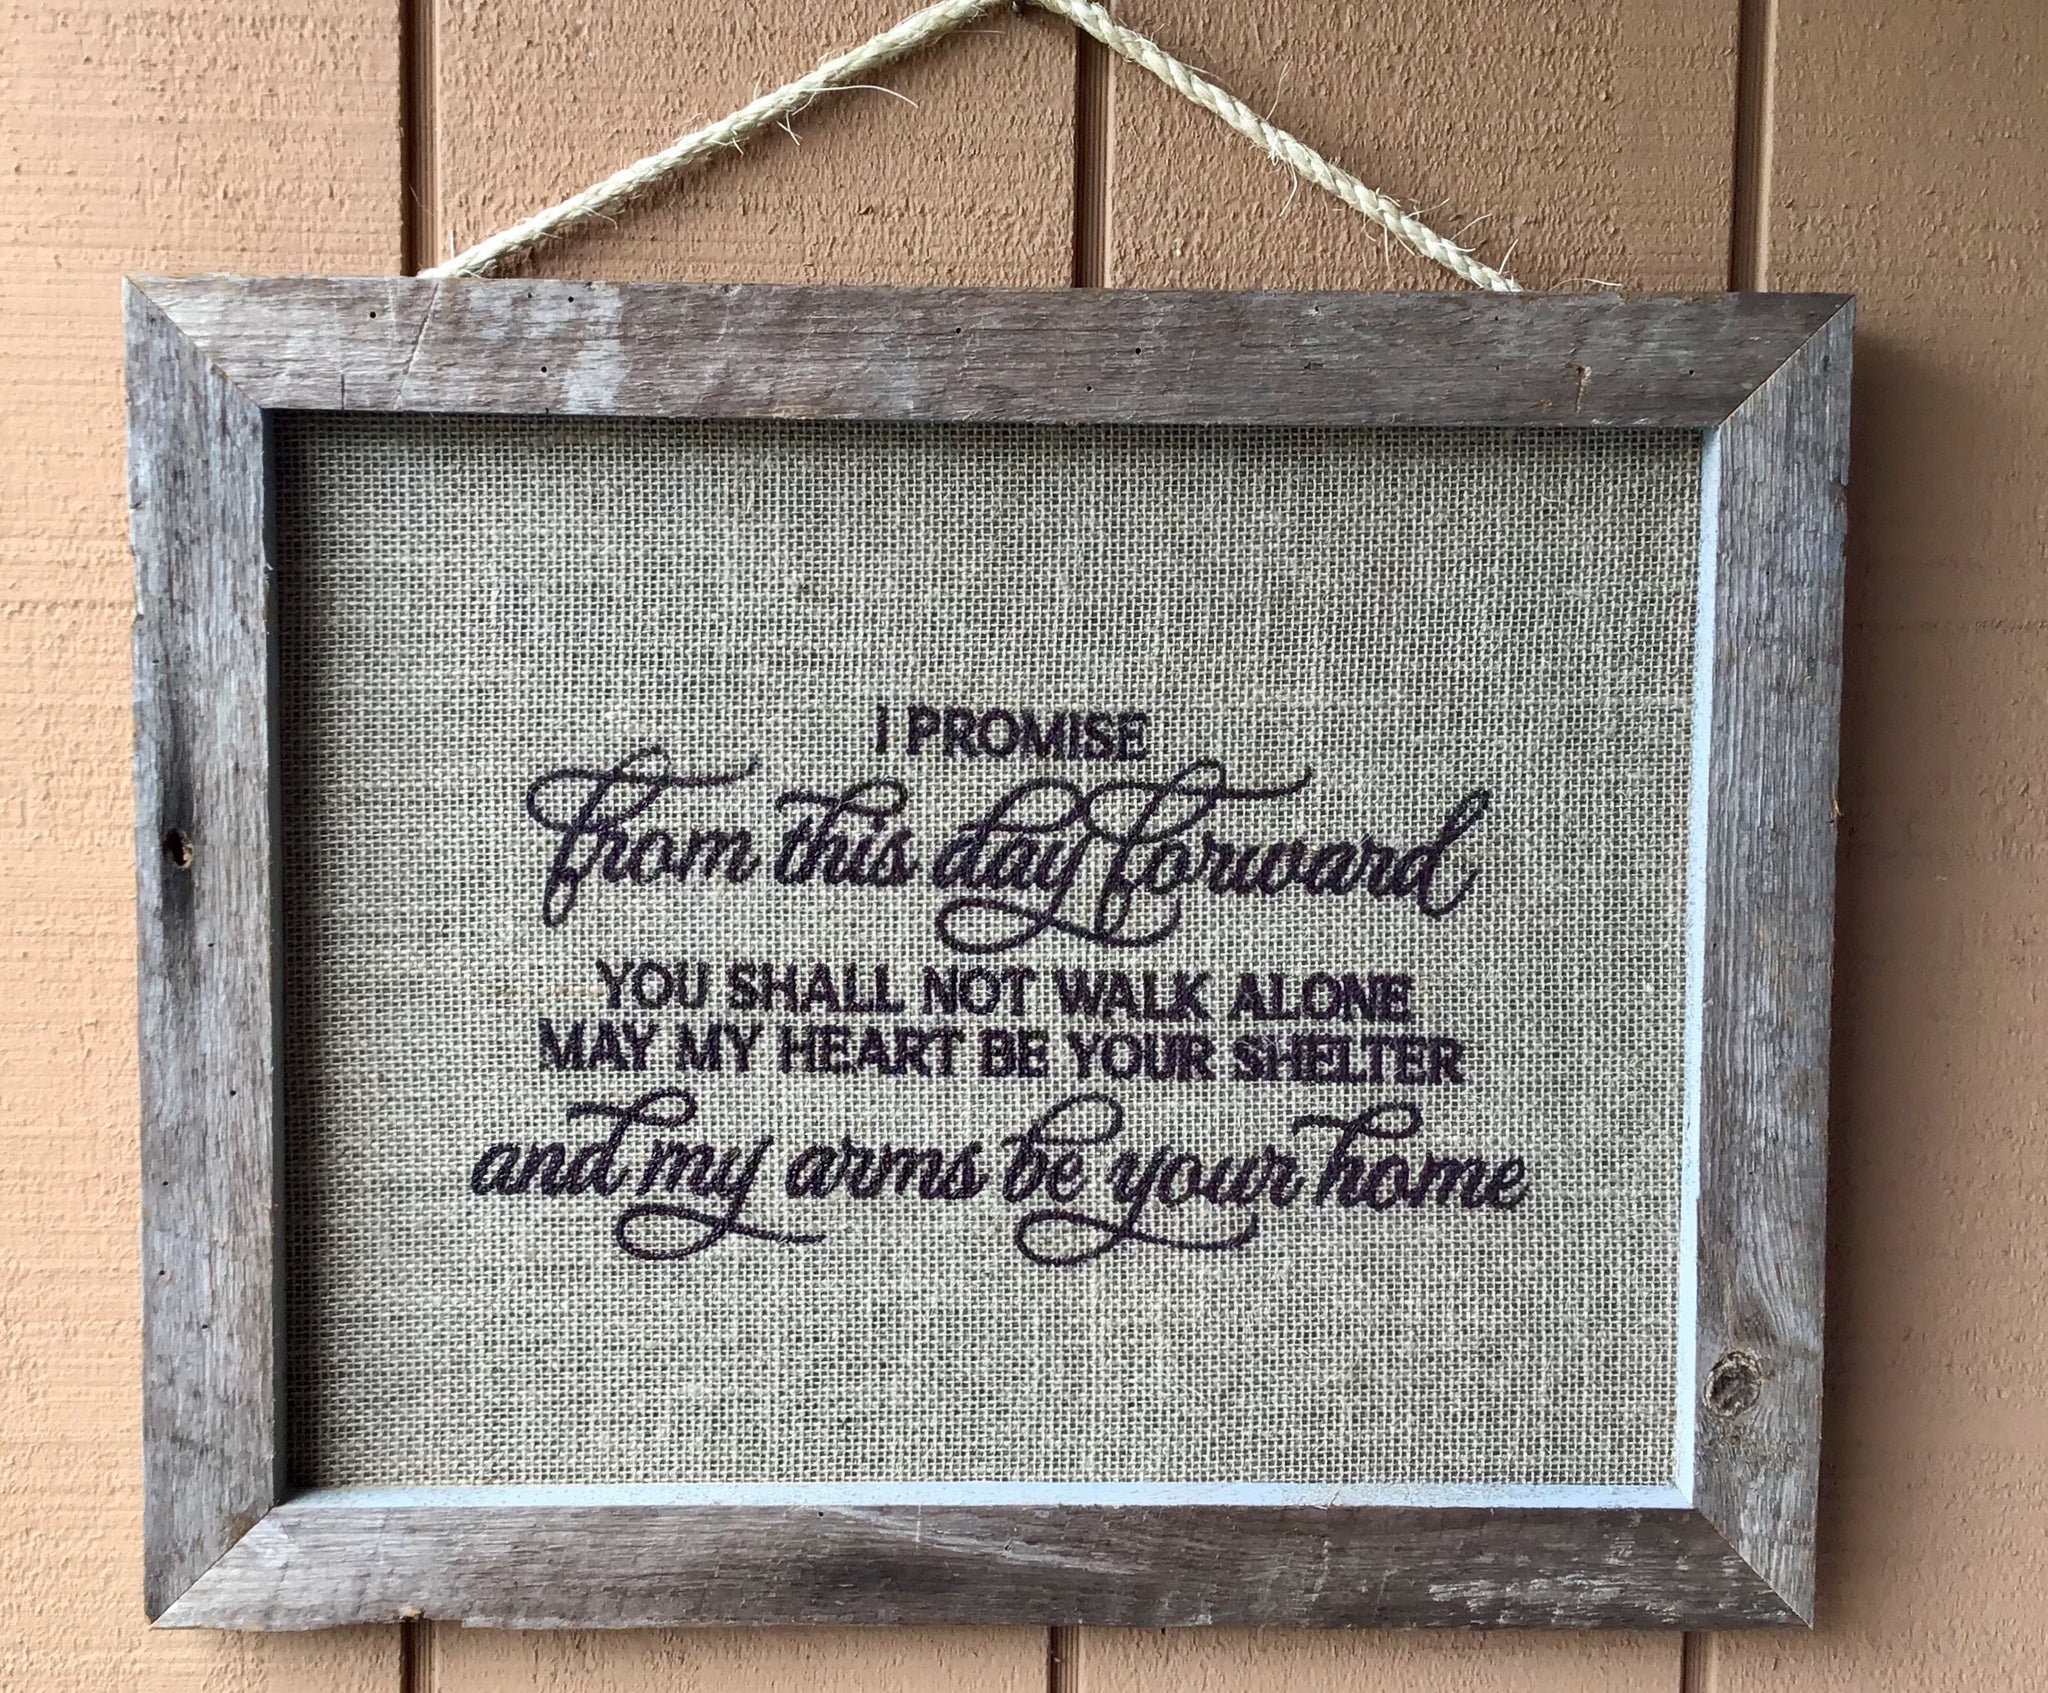 I PROMISE
from this day forward
YOU SHALL NOT WALK ALONE
MAY MY HEART BE YOUR SHELTER
and my arms be your home